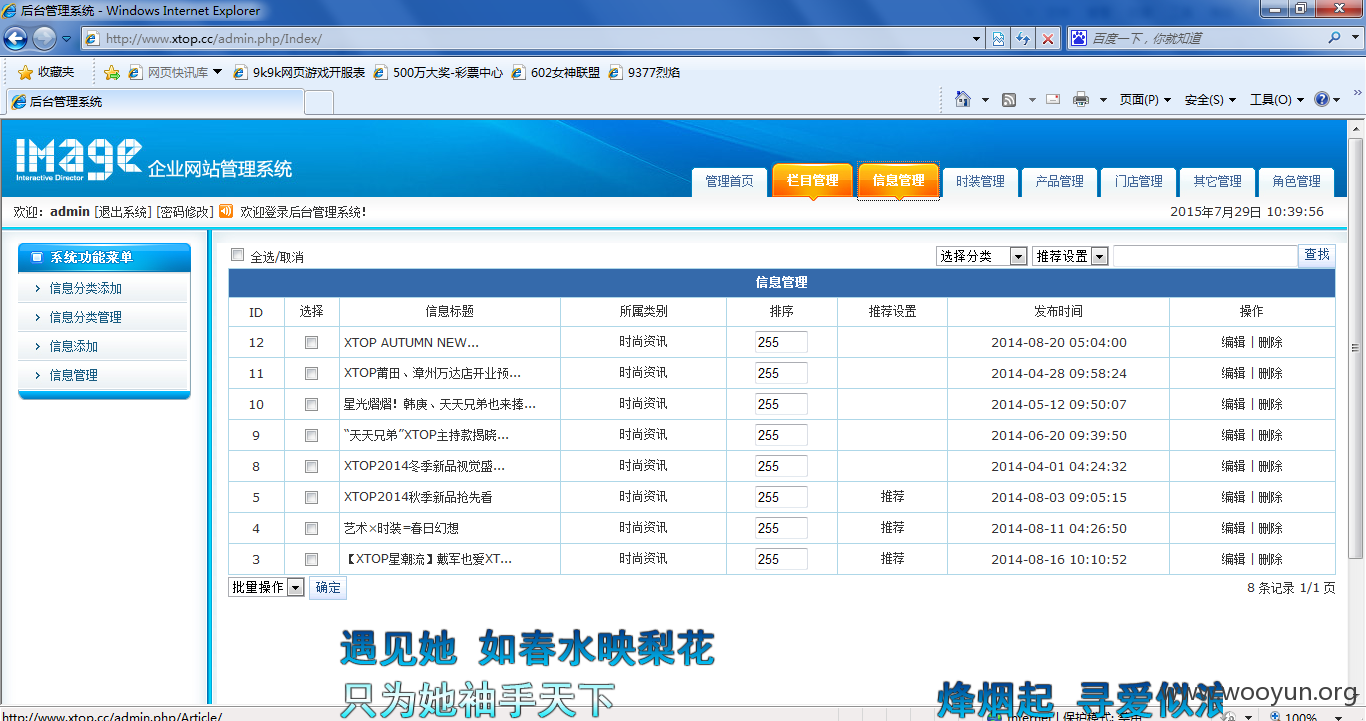 后台管理系统 - Windows Internet Explorer
http://www.xtop.cc/admin.php/Index/
百度一下，你就知道
收藏夹 网页快讯库 9k9k网页游戏开服表 500万大奖-彩票中心 602女神联盟 9377烈焰
后台管理系统
页面(P) 安全(S) 工具(O)
image 企业网站管理系统
Interactive Director
管理首页 栏目管理 信息管理 时装管理 产品管理 门店管理 其它管理 角色管理
欢迎：admin [退出系统] [密码修改] 欢迎登录后台管理系统！ 2015年7月29日 10:39:56
系统功能菜单
信息分类添加
信息分类管理
信息添加
信息管理
全选/取消 选择分类 推荐设置 查找
信息管理
ID 选择 信息标题 所属类别 排序 推荐设置 发布时间 操作
12 XTOP AUTUMN NEW... 时尚资讯 255 2014-08-20 05:04:00 编辑 | 删除
11 XTOP莆田、漳州万达店开业预... 时尚资讯 255 2014-04-28 09:58:24 编辑 | 删除
10 星光熠熠！韩庚、天天兄弟也来捧... 时尚资讯 255 2014-05-12 09:50:07 编辑 | 删除
9 “天天兄弟”XTOP主持款揭晓... 时尚资讯 255 2014-06-20 09:39:50 编辑 | 删除
8 XTOP2014冬季新品视觉盛... 时尚资讯 255 2014-04-01 04:24:32 编辑 | 删除
5 XTOP2014秋季新品抢先看 时尚资讯 255 推荐 2014-08-03 09:05:15 编辑 | 删除
4 艺术×时装=春日幻想 时尚资讯 255 推荐 2014-08-11 04:26:50 编辑 | 删除
3 【XTOP星潮流】戴军也爱XT... 时尚资讯 255 推荐 2014-08-16 10:10:52 编辑 | 删除
批量操作 确定 8 条记录 1/1 页
遇见她 如春水映梨花
只为她袖手天下
烽烟起 寻爱似浪
www.wooyun.org
http://www.xtop.cc/admin.php/Article/ Internet | 保护模式: 禁用 100%